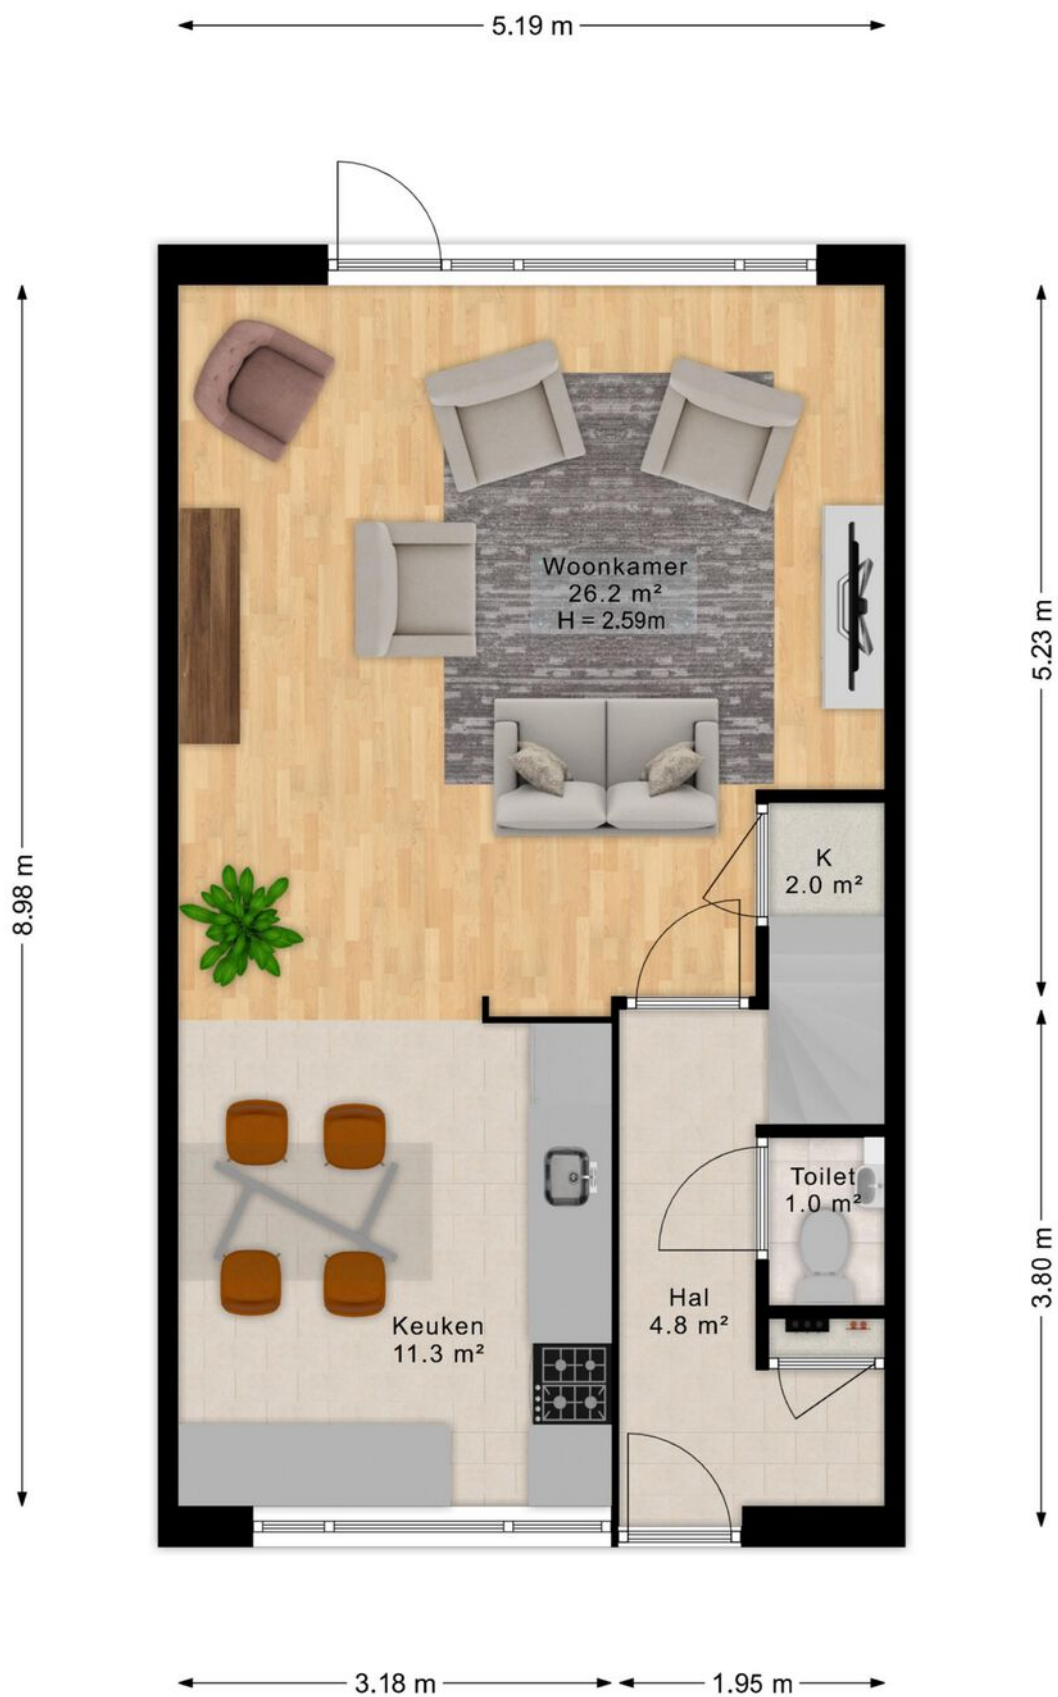 5.19 m
Woonkamer
26.2 m²
H = 2.59m
5.23 m
K
2.0 m²
8.98 m
Toilet
1.0 m²
Hal
4.8 m²
3.80 m
Keuken
11.3 m²
3.18 m
1.95 m